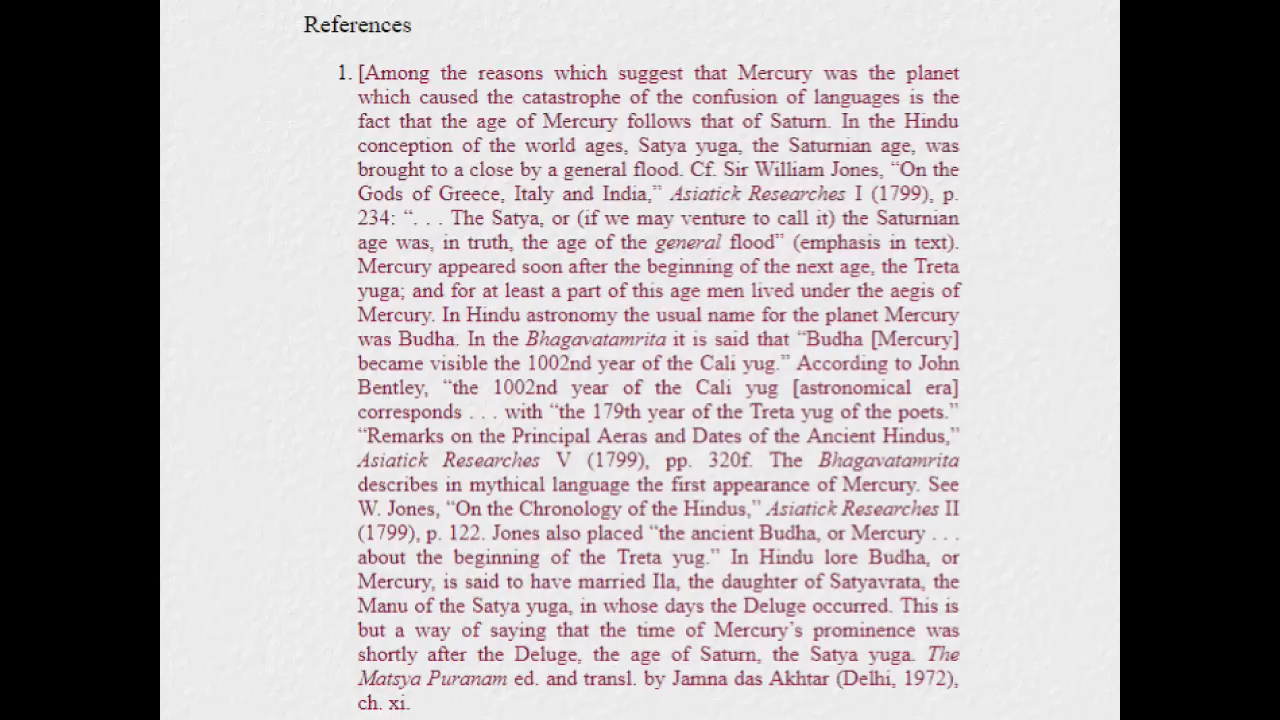 References
1. [Among the reasons which suggest that Mercury was the planet
which caused the catastrophe of the confusion of languages is the
fact that the age of Mercury follows that of Saturn. In the Hindu
conception of the world ages, Satya yuga, the Saturnian age, was
brought to a close by a general flood. Cf. Sir William Jones, “On the
Gods of Greece, Italy and India,” Asiatick Researches I (1799), p.
234: “. . . The Satya, or (if we may venture to call it) the Saturnian
age was, in truth, the age of the general flood” (emphasis in text).
Mercury appeared soon after the beginning of the next age, the Treta
yuga; and for at least a part of this age men lived under the aegis of
Mercury. In Hindu astronomy the usual name for the planet Mercury
was Budha. In the Bhagavatamrita it is said that “Budha [Mercury]
became visible the 1002nd year of the Cali yug.” According to John
Bentley, “the 1002nd year of the Cali yug [astronomical era]
corresponds . . . with “the 179th year of the Treta yug of the poets.”
“Remarks on the Principal Aeras and Dates of the Ancient Hindus,”
Asiatick Researches V (1799), pp. 320f. The Bhagavatamrita
describes in mythical language the first appearance of Mercury. See
W. Jones, “On the Chronology of the Hindus,” Asiatick Researches II
(1799), p. 122. Jones also placed “the ancient Budha, or Mercury . . .
about the beginning of the Treta yug.” In Hindu lore Budha, or
Mercury, is said to have married Ila, the daughter of Satyavrata, the
Manu of the Satya yuga, in whose days the Deluge occurred. This is
but a way of saying that the time of Mercury’s prominence was
shortly after the Deluge, the age of Saturn, the Satya yuga. The
Matsya Puranam ed. and transl. by Jamna das Akhtar (Delhi, 1972),
ch. xi.